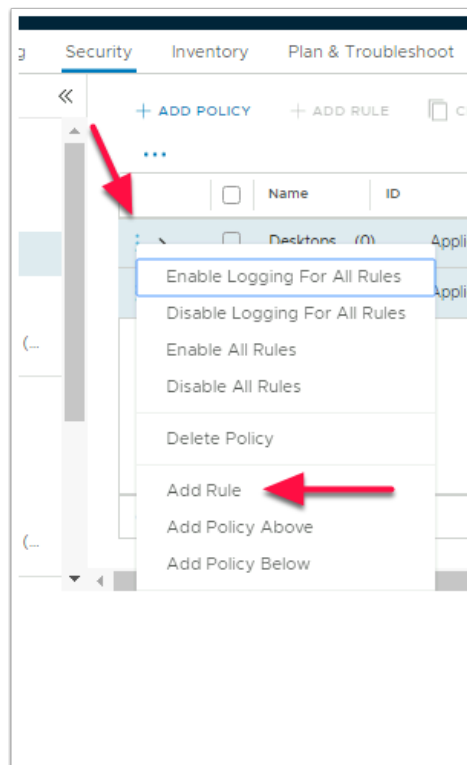 g Security Inventory Plan & Troubleshoot
+ ADD POLICY + ADD RULE C
...
Name ID
Desktops (0) Appli
Enable Logging For All Rules Appli
Disable Logging For All Rules
(... Enable All Rules
Disable All Rules
Delete Policy
Add Rule
Add Policy Above
(... Add Policy Below